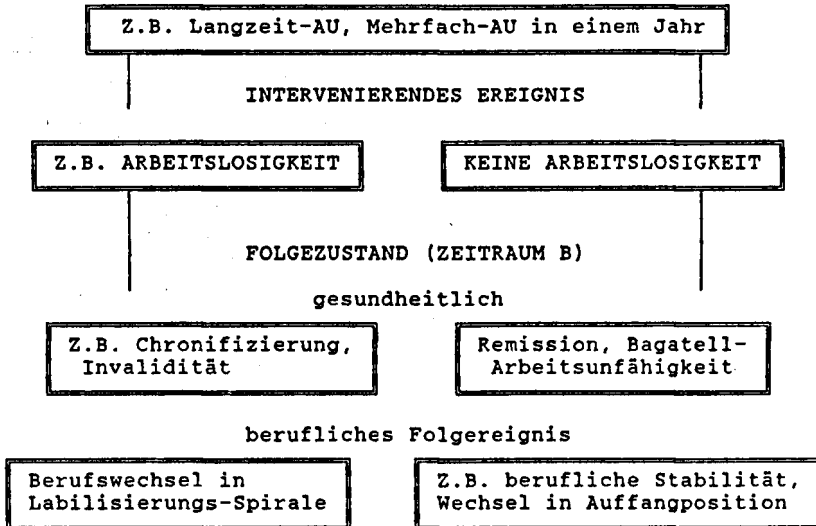 Z.B. Langzeit-AU, Mehrfach-AU in einem Jahr
INTERVENIERENDES EREIGNIS
Z.B. ARBEITSLOSIGKEIT
KEINE ARBEITSLOSIGKEIT
FOLGEZUSTAND (ZEITRAUM B)
gesundheitlich
Z.B. Chronifizierung,
Invalidität
Remission, Bagatell-
Arbeitsunfähigkeit
berufliches Folgereignis
Berufswechsel in
Labilisierungs-Spirale
Z.B. berufliche Stabilität,
Wechsel in Auffangposition